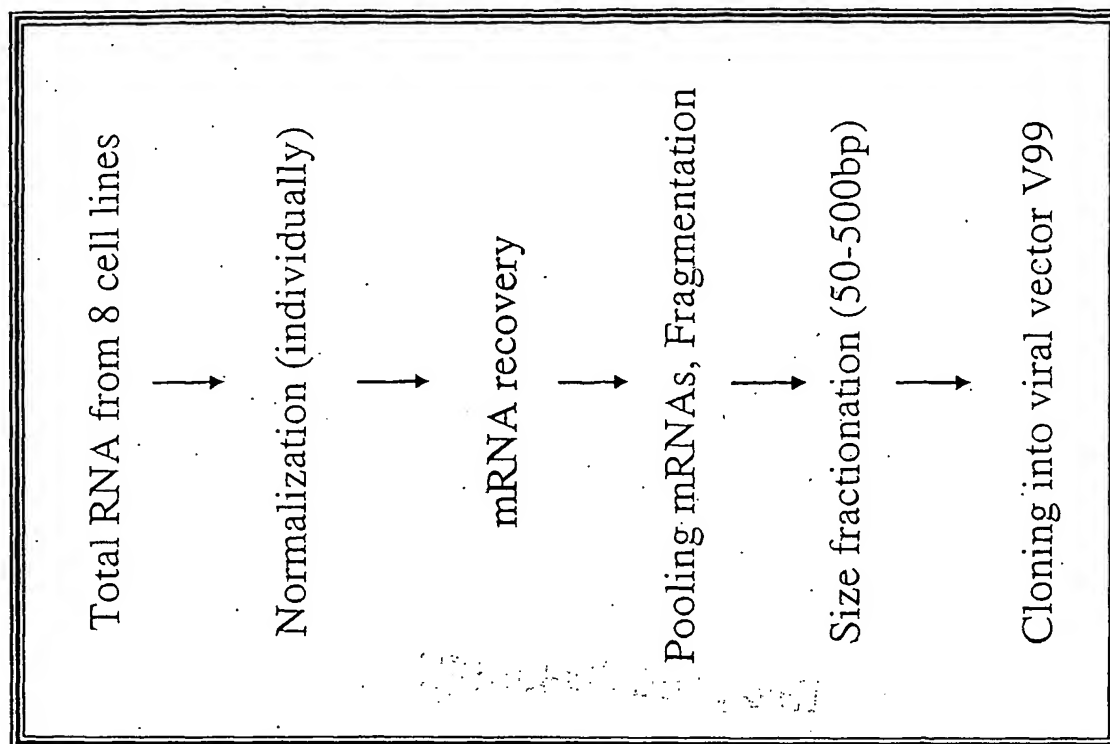 Total RNA from 8 cell lines
Normalization (individually)
mRNA recovery
Pooling mRNAs, Fragmentation
Size fractionation (50-500bp)
Cloning into viral vector V99